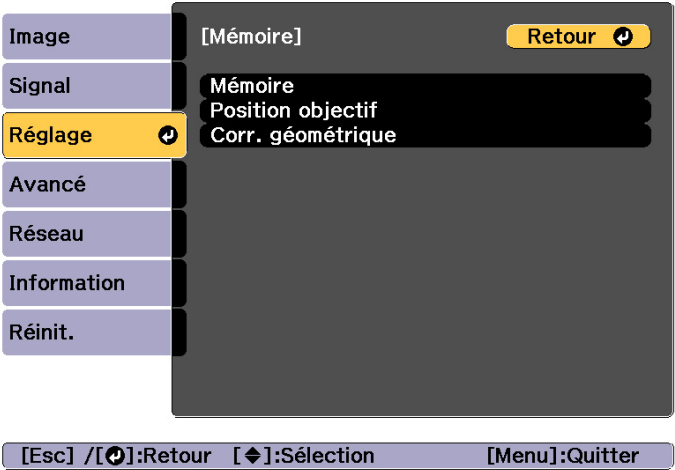 Image
Signal
Réglage
Avancé
Réseau
Information
Réinit.
[Mémoire]
Retour
Mémoire
Position objectif
Corr. géométrique
[Esc] /[ ]:Retour [ ]:Sélection [Menu]:Quitter